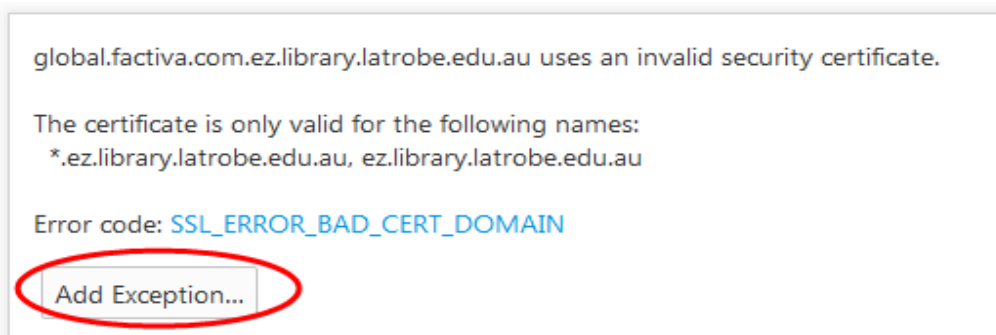 global.factiva.com.ez.library.latrobe.edu.au uses an invalid security certificate.
The certificate is only valid for the following names:
*.ez.library.latrobe.edu.au, ez.library.latrobe.edu.au
Error code: SSL_ERROR_BAD_CERT_DOMAIN
Add Exception...